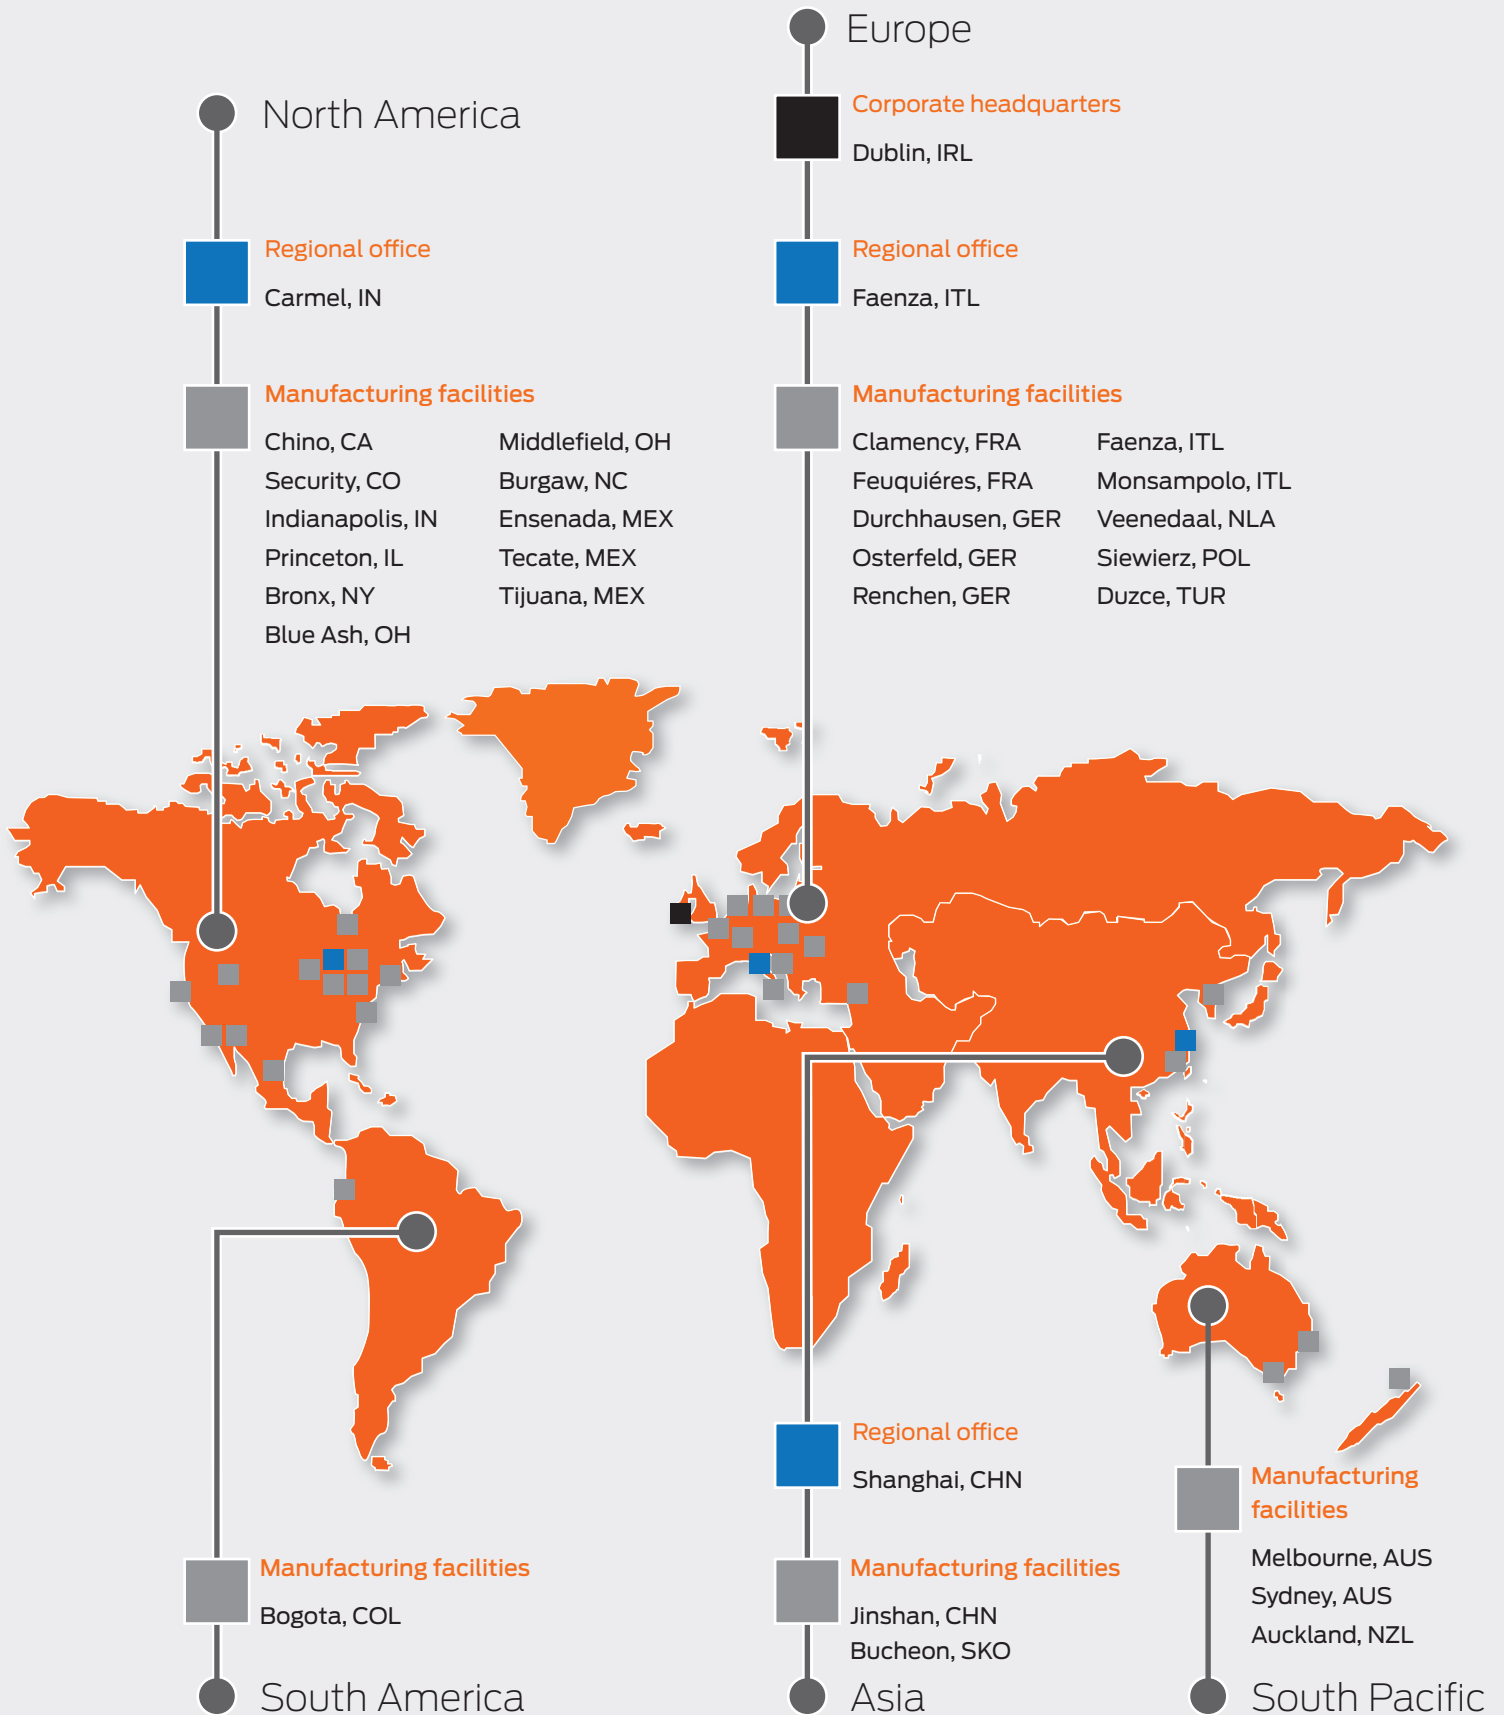 Europe
Corporate headquarters
Dublin, IRL
Regional office
Faenza, ITL
Manufacturing facilities
Clamency, FRA
Feuquiéres, FRA
Durchhausen, GER
Osterfeld, GER
Renchen, GER
Faenza, ITL
Monsampolo, ITL
Veenedaal, NLA
Siewierz, POL
Duzce, TUR
North America
Regional office
Carmel, IN
Manufacturing facilities
Chino, CA
Security, CO
Indianapolis, IN
Princeton, IL
Bronx, NY
Blue Ash, OH
Middlefield, OH
Burgaw, NC
Ensenada, MEX
Tecate, MEX
Tijuana, MEX
Manufacturing facilities
Bogota, COL
South America
Regional office
Shanghai, CHN
Manufacturing facilities
Jinshan, CHN
Bucheon, SKO
Asia
Manufacturing
facilities
Melbourne, AUS
Sydney, AUS
Auckland, NZL
South Pacific